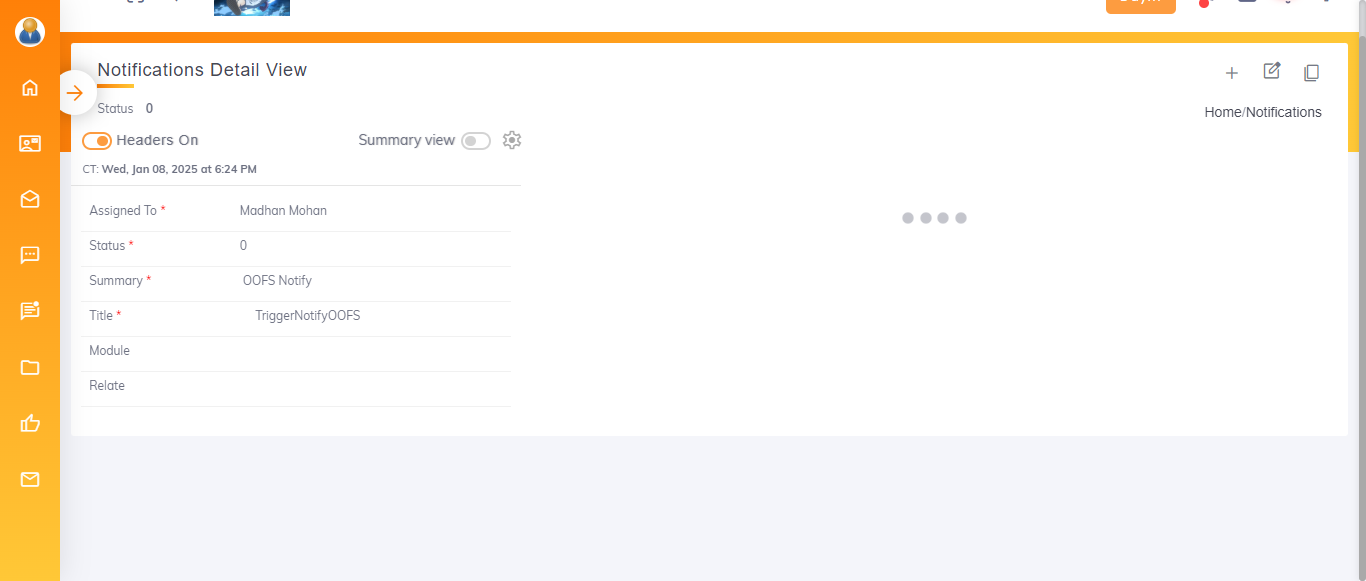 Notifications Detail View
Status 0
Home/Notifications
Headers On
Summary view
CT: Wed, Jan 08, 2025 at 6:24 PM
Assigned To * Madhan Mohan
Status * 0
Summary * OOFS Notify
Title * TriggerNotifyOOFS
Module
Relate